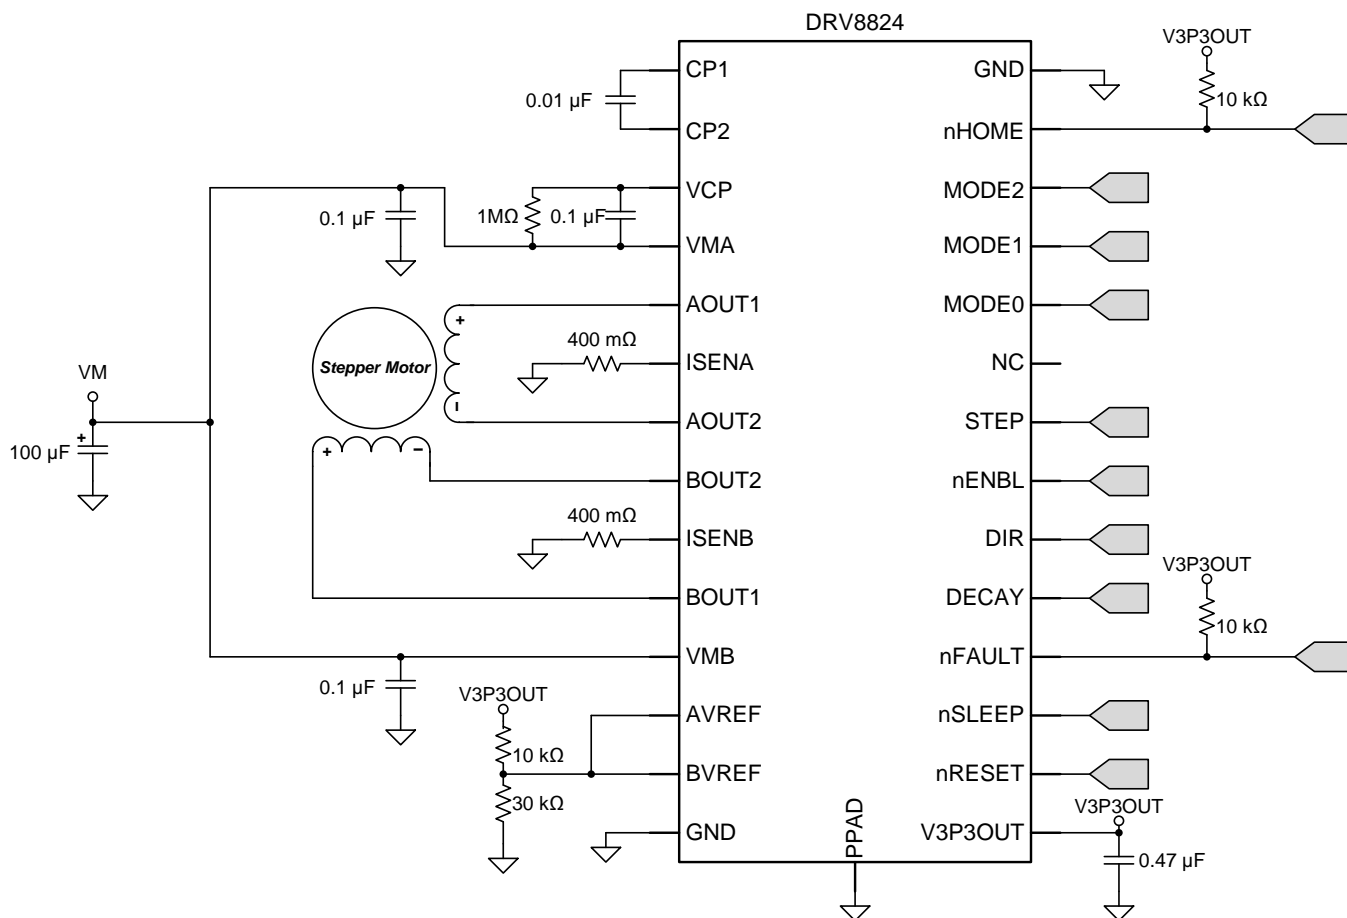 DRV8824
V3P3OUT
CP1
GND
0.01 µF
10 kΩ
CP2
nHOME
VCP
MODE2
0.1 µF
1MΩ
0.1 µF
VMA
MODE1
AOUT1
MODE0
+
400 mΩ
Stepper Motor
ISENA
NC
VM
-
AOUT2
STEP
+
100 µF
+
-
BOUT2
nENBL
400 mΩ
ISENB
DIR
V3P3OUT
BOUT1
DECAY
10 kΩ
VMB
nFAULT
0.1 µF
V3P3OUT
AVREF
nSLEEP
10 kΩ
BVREF
nRESET
30 kΩ
V3P3OUT
GND
PPAD
V3P3OUT
0.47 µF